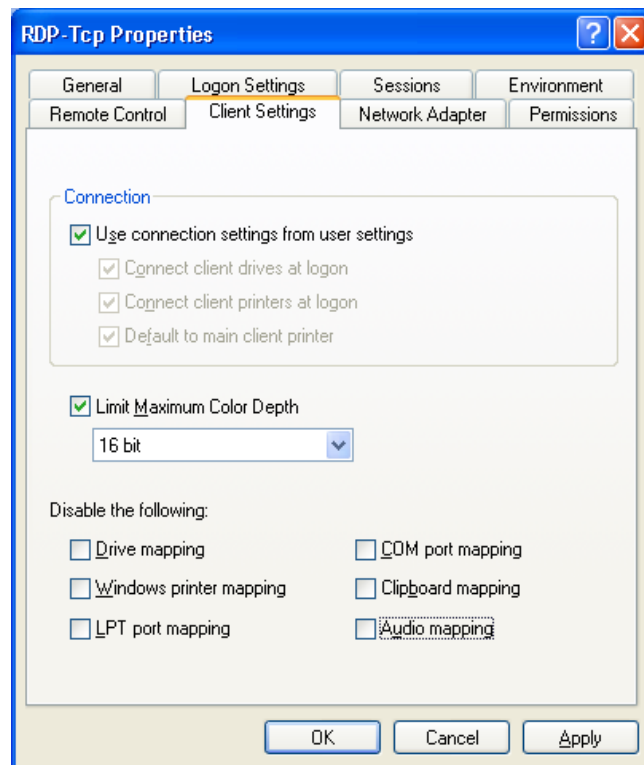 RDP-Tcp Properties
General Logon Settings Sessions Environment
Remote Control Client Settings Network Adapter Permissions
Connection
Use connection settings from user settings
Connect client drives at logon
Connect client printers at logon
Default to main client printer
Limit Maximum Color Depth
16 bit
Disable the following:
Drive mapping COM port mapping
Windows printer mapping Clipboard mapping
LPT port mapping Audio mapping
OK Cancel Apply